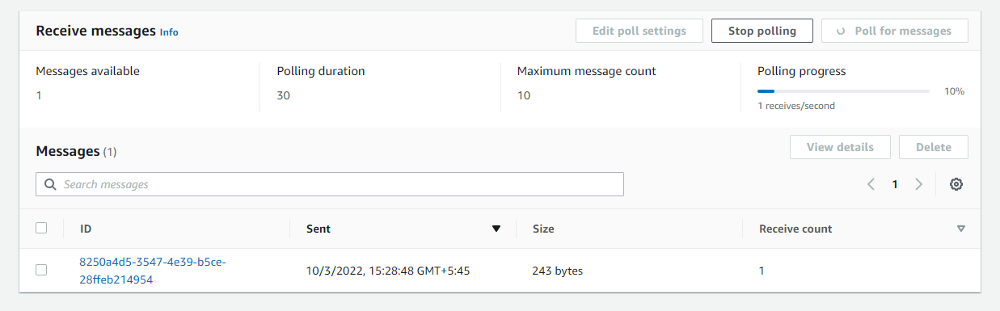 Receive messages Info
Edit poll settings Stop polling Poll for messages
Messages available Polling duration Maximum message count Polling progress
1 30 10 10%
1 receives/second
Messages (1) View details Delete
Search messages 1
ID Sent Size Receive count
8250a4d5-3547-4e39-b5ce-
28ffeb214954 10/3/2022, 15:28:48 GMT+5:45 243 bytes 1